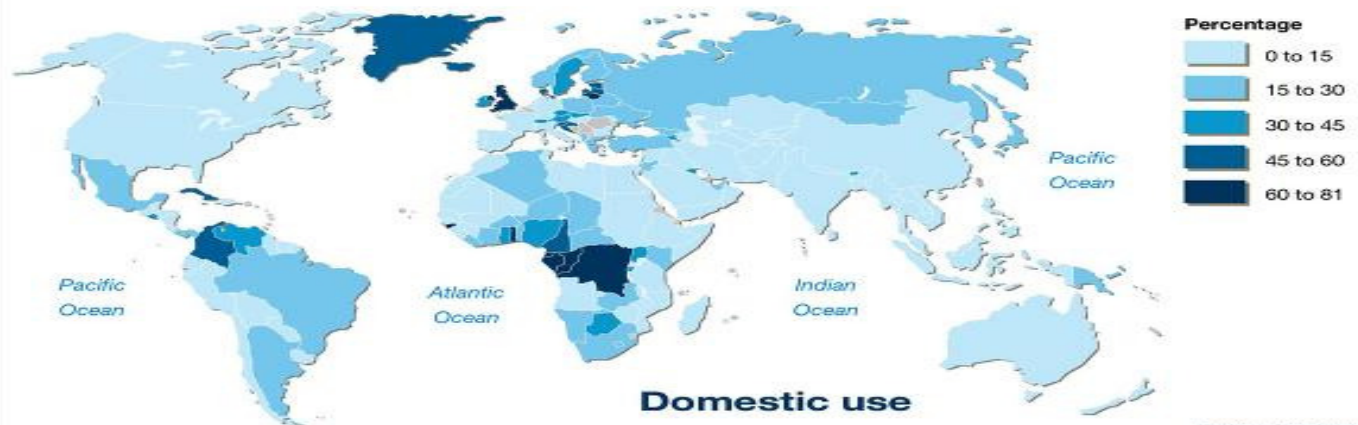 Percentage
0 to 15
15 to 30
30 to 45
45 to 60
60 to 81
Pacific
Ocean
Pacific
Ocean
Atlantic
Ocean
Indian
Ocean
Domestic use